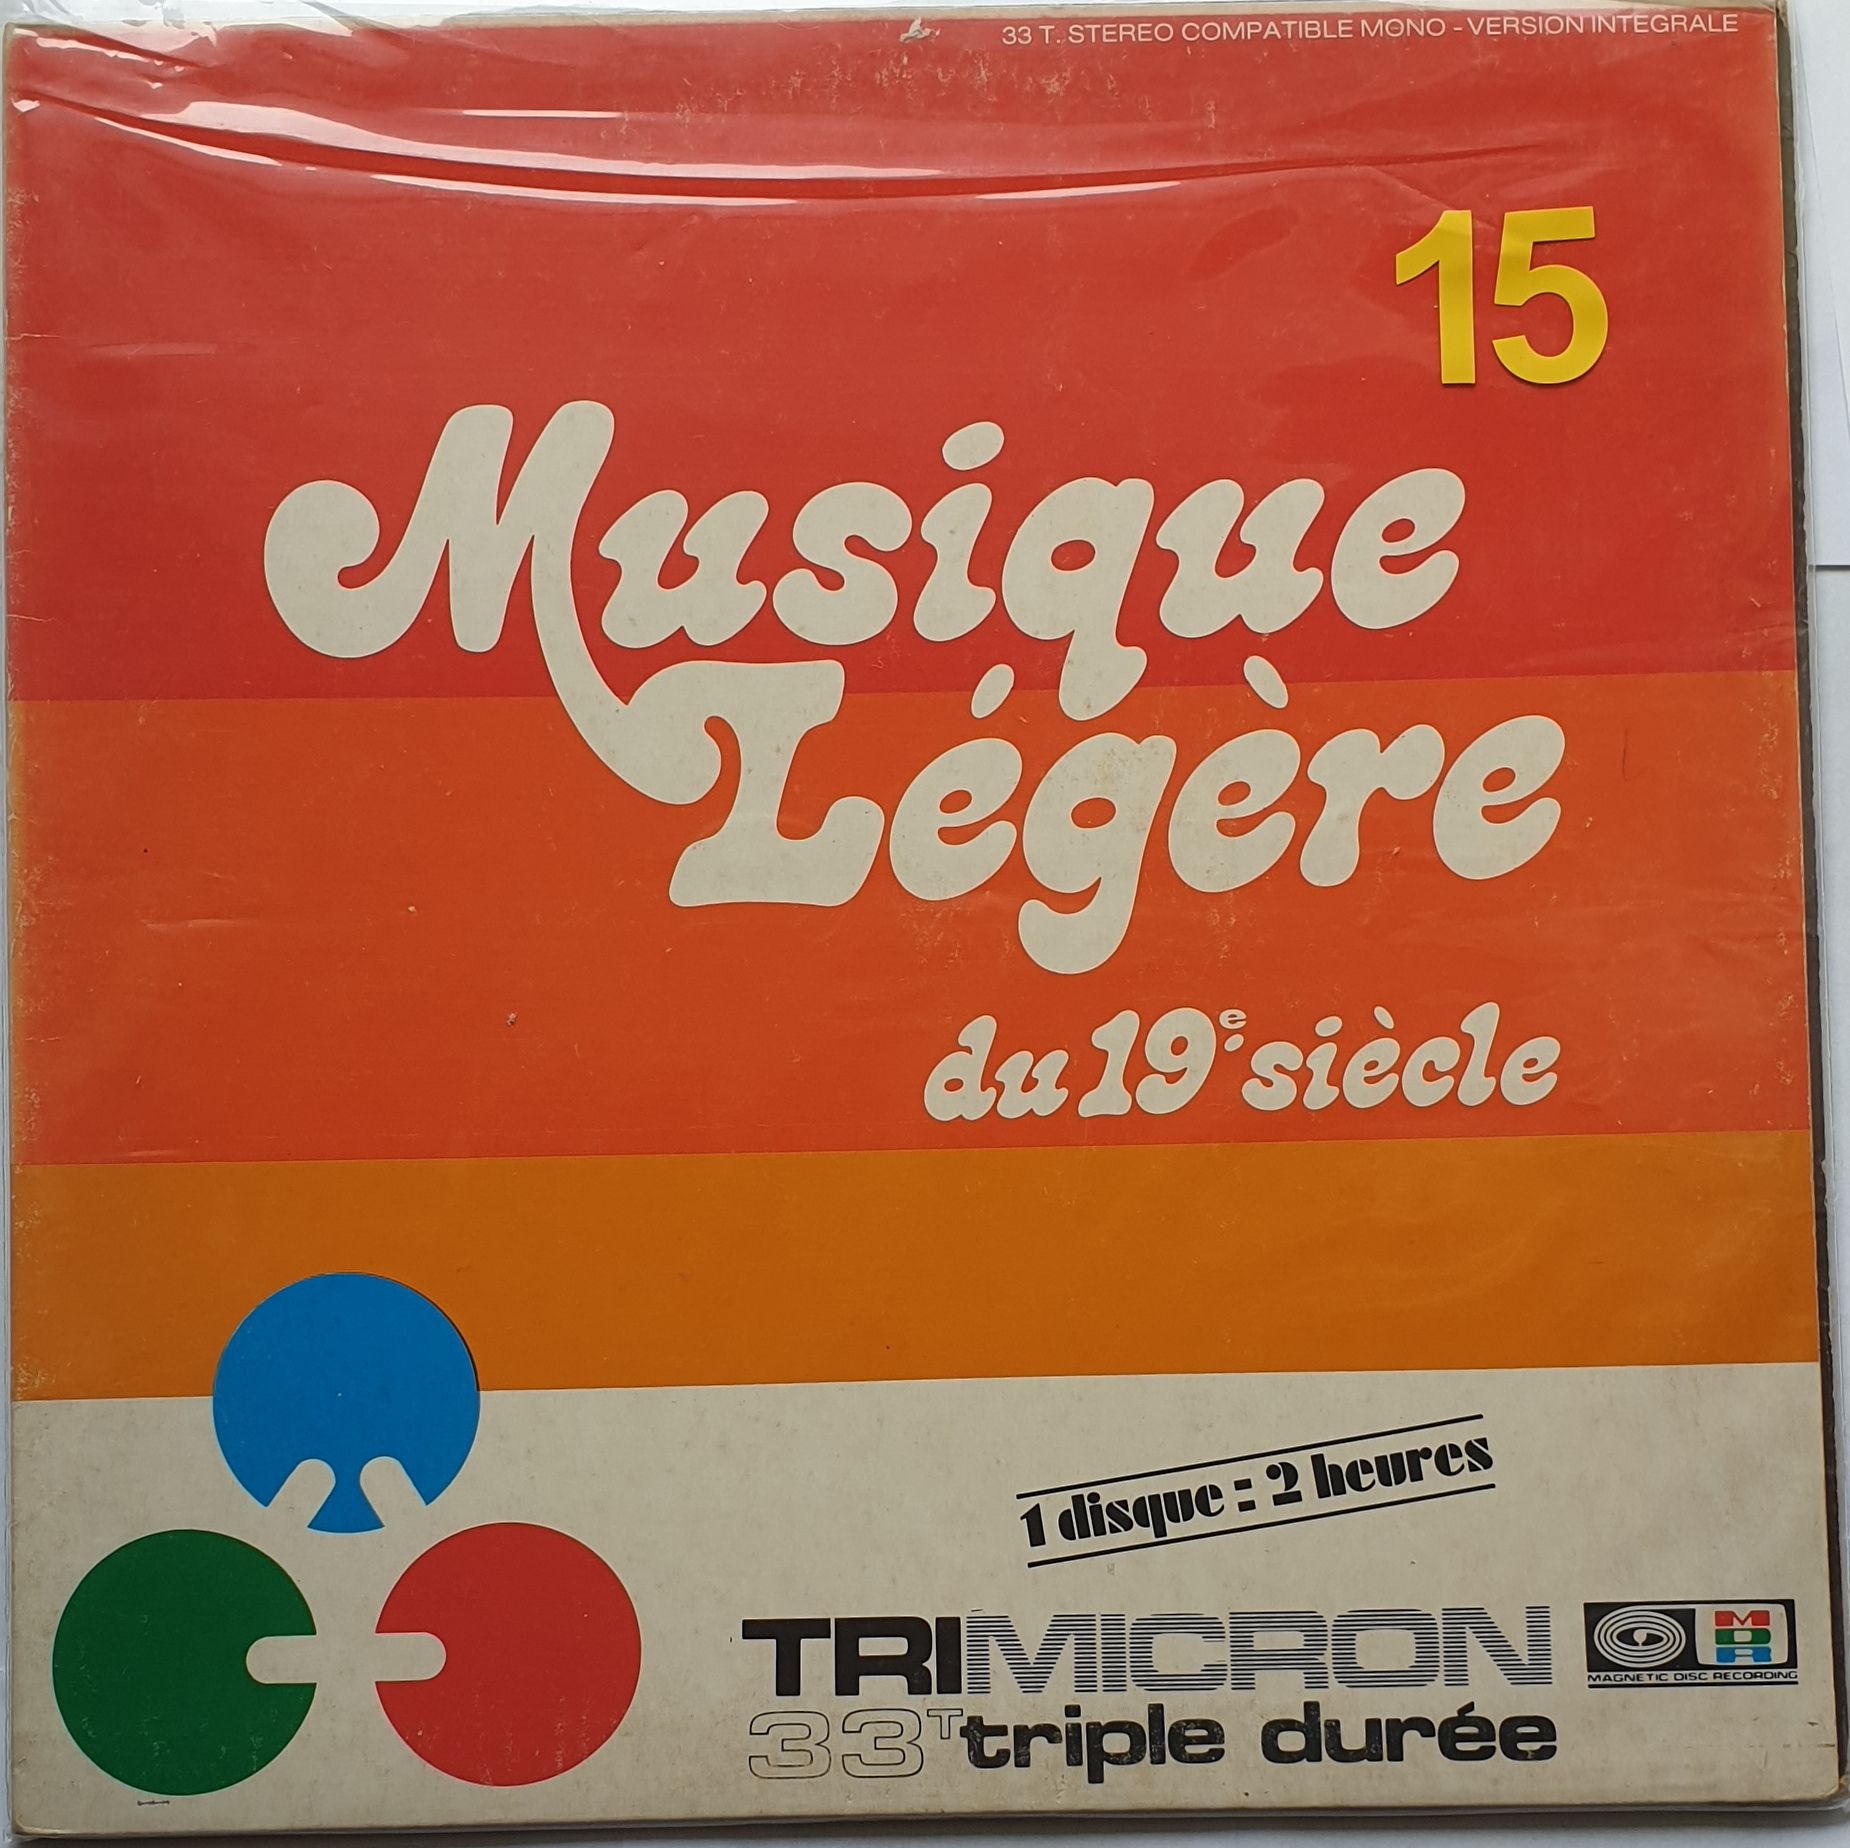 33 T. STEREO COMPATIBLE MONO - VERSION INTEGRALE
15
Musique
Légère
du 19e siècle
1 disque : 2 heures
TRIMICRON
33T triple durée
MDR
MAGNETIC DISC RECORDING